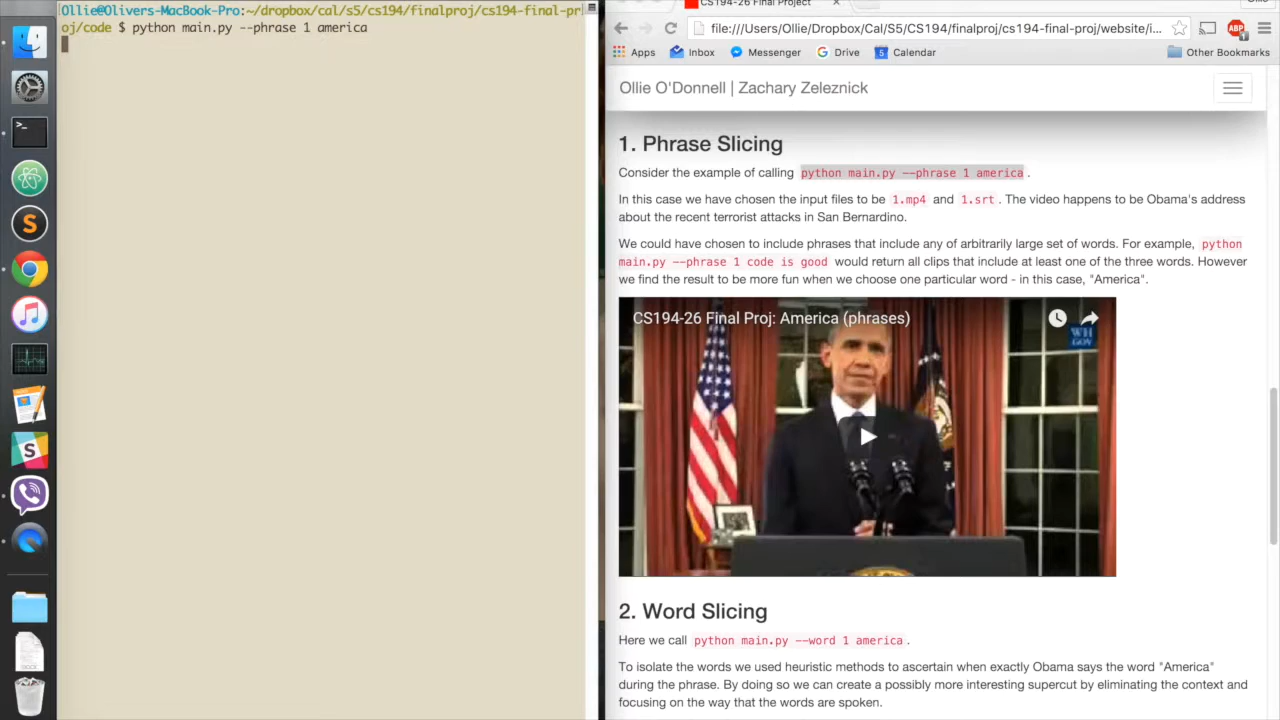 Ollie@Olivers-MacBook-Pro:~/dropbox/cal/s5/cs194/finalproj/cs194-final-pr
oj/code $ python main.py --phrase 1 america
CS194-26 Final Project
file:///Users/Ollie/Dropbox/Cal/S5/CS194/finalproj/cs194-final-proj/website/i...
Apps Inbox Messenger Drive Calendar Other Bookmarks
Ollie O'Donnell | Zachary Zeleznick
1. Phrase Slicing
Consider the example of calling python main.py --phrase 1 america .
In this case we have chosen the input files to be 1.mp4 and 1.srt . The video happens to be Obama's address
about the recent terrorist attacks in San Bernardino.
We could have chosen to include phrases that include any of arbitrarily large set of words. For example, python
main.py --phrase 1 code is good would return all clips that include at least one of the three words. However
we find the result to be more fun when we choose one particular word - in this case, "America".
CS194-26 Final Proj: America (phrases)
WH
GOV
2. Word Slicing
Here we call python main.py --word 1 america .
To isolate the words we used heuristic methods to ascertain when exactly Obama says the word "America"
during the phrase. By doing so we can create a possibly more interesting supercut by eliminating the context and
focusing on the way that the words are spoken.